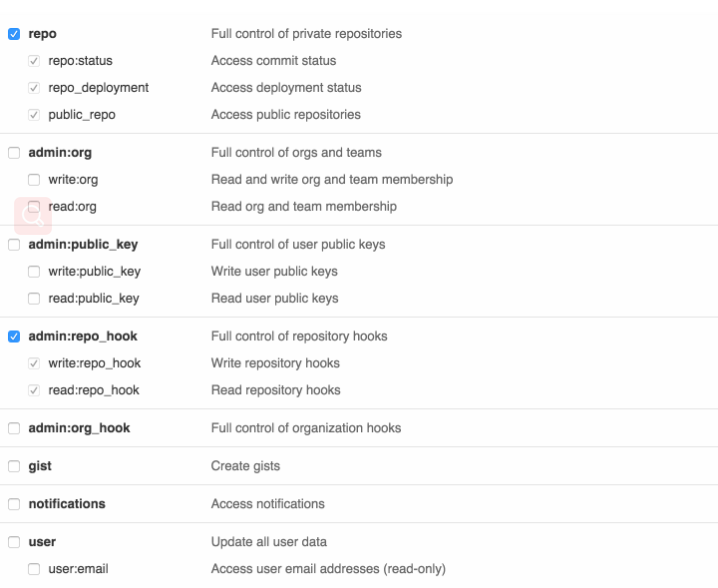 repo Full control of private repositories
repo:status Access commit status
repo_deployment Access deployment status
public_repo Access public repositories
admin:org Full control of orgs and teams
write:org Read and write org and team membership
read:org Read org and team membership
admin:public_key Full control of user public keys
write:public_key Write user public keys
read:public_key Read user public keys
admin:repo_hook Full control of repository hooks
write:repo_hook Write repository hooks
read:repo_hook Read repository hooks
admin:org_hook Full control of organization hooks
gist Create gists
notifications Access notifications
user Update all user data
user:email Access user email addresses (read-only)